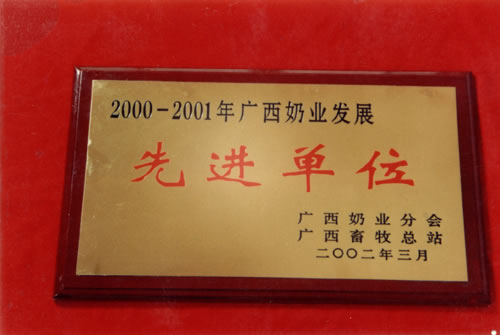 2000-2001年广西奶业发展
先进单位
广西奶业分会
广西畜牧总站
二〇〇二年三月